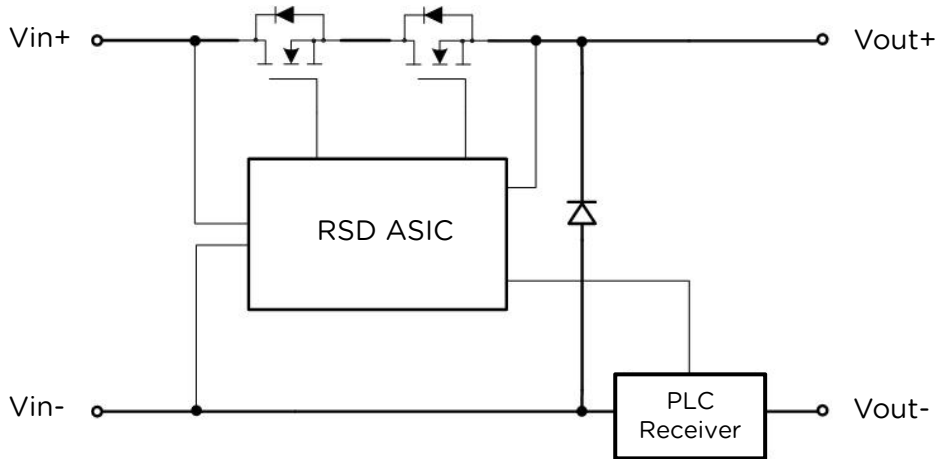 Vin+
Vout+
RSD ASIC
Vin-
PLC
Receiver
Vout-